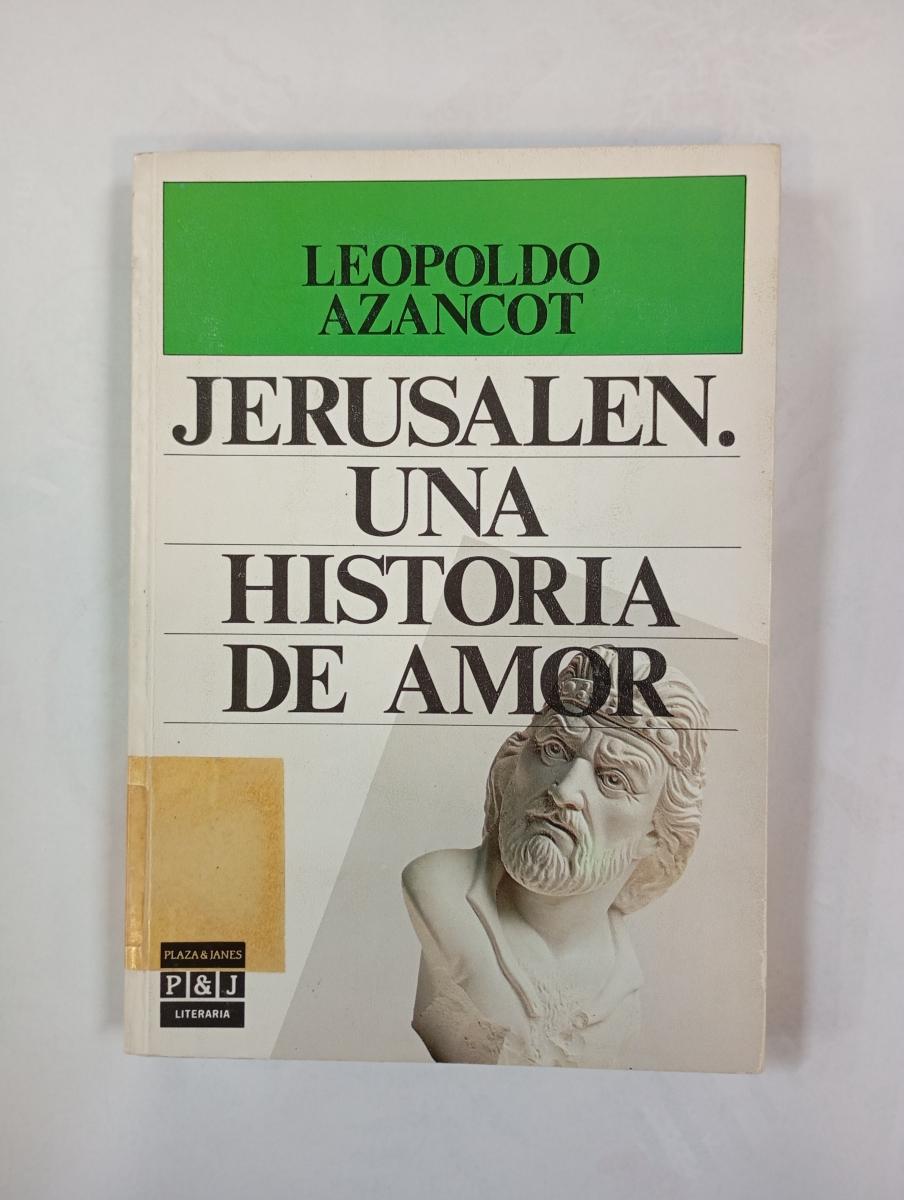 LEOPOLDO
AZANCOT
JERUSALEN.
UNA
HISTORIA
DE AMOR
PLAZA & JANES
P & J
LITERARIA